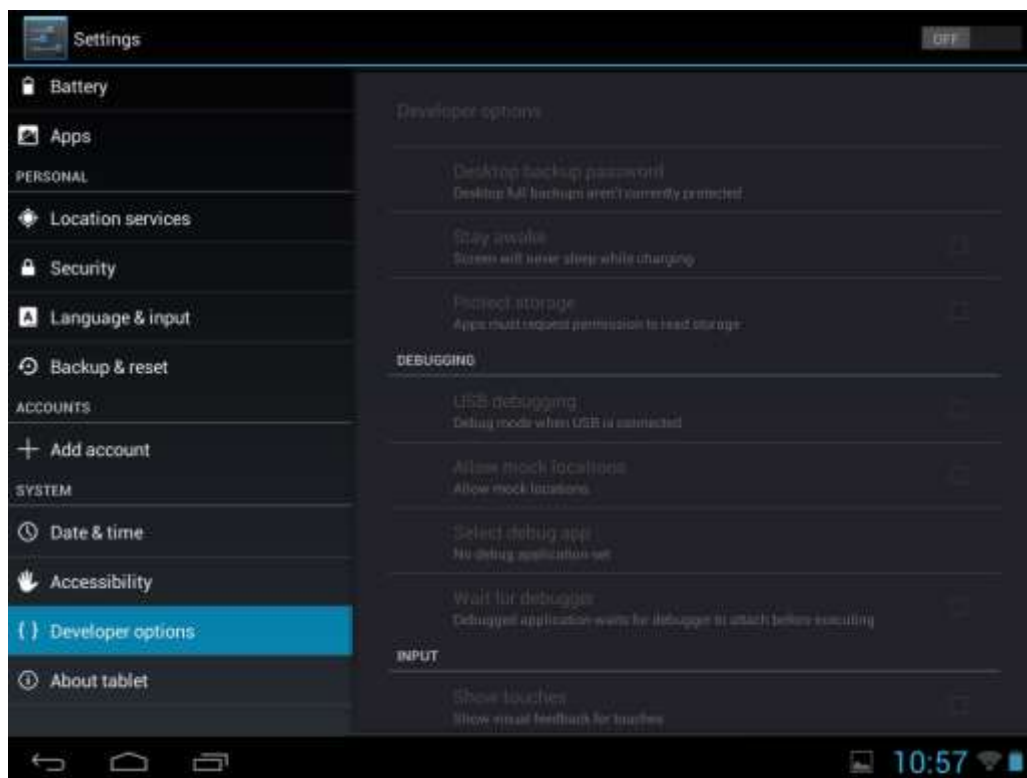 Settings
OFF
Battery
Apps
PERSONAL
Location services
Security
Language & input
Backup & reset
ACCOUNTS
Add account
SYSTEM
Date & time
Accessibility
{ } Developer options
About tablet
Developer options
Desktop backup password
Desktop full backups aren't currently protected
Stay awake
Screen will never sleep while charging
Protect storage
Apps must request permission to read storage
DEBUGGING
USB debugging
Debug mode when USB is connected
Allow mock locations
Allow mock locations
Select debug app
No debug application set
Wait for debugger
Debugged application waits for debugger to attach before executing
INPUT
Show touches
Show visual feedback for touches
10:57